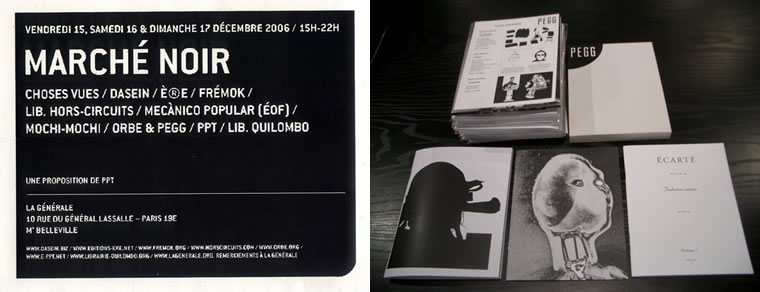 VENDREDI 15, SAMEDI 16 & DIMANCHE 17 DÉCEMBRE 2006 / 15H-22H
MARCHÉ NOIR
CHOSES VUES / DASEIN / È®E / FRÉMOK /
LIB. HORS-CIRCUITS / MECÀNICO POPULAR (ÉOF) /
MOCHI-MOCHI / ORBE & PEGG / PPT / LIB. QUILOMBO
UNE PROPOSITION DE PPT
LA GÉNÉRALE
10 RUE DU GÉNÉRAL LASSALLE – PARIS 19E
M° BELLEVILLE
WWW.DASEIN.BIZ / WWW.EDITIONS-ERE.NET / WWW.FREMOK.ORG / WWW.HORSCIRCUITS.COM / WWW.ORBE.ORG /
WWW.E-PPT.NET / WWW.LIBRAIRIE-QUILOMBO.ORG / WWW.LAGENERALE.ORG. REMERCIEMENTS À LA GÉNÉRALE
PEGG
PEGG
ÉCARTÉ
Volume 1